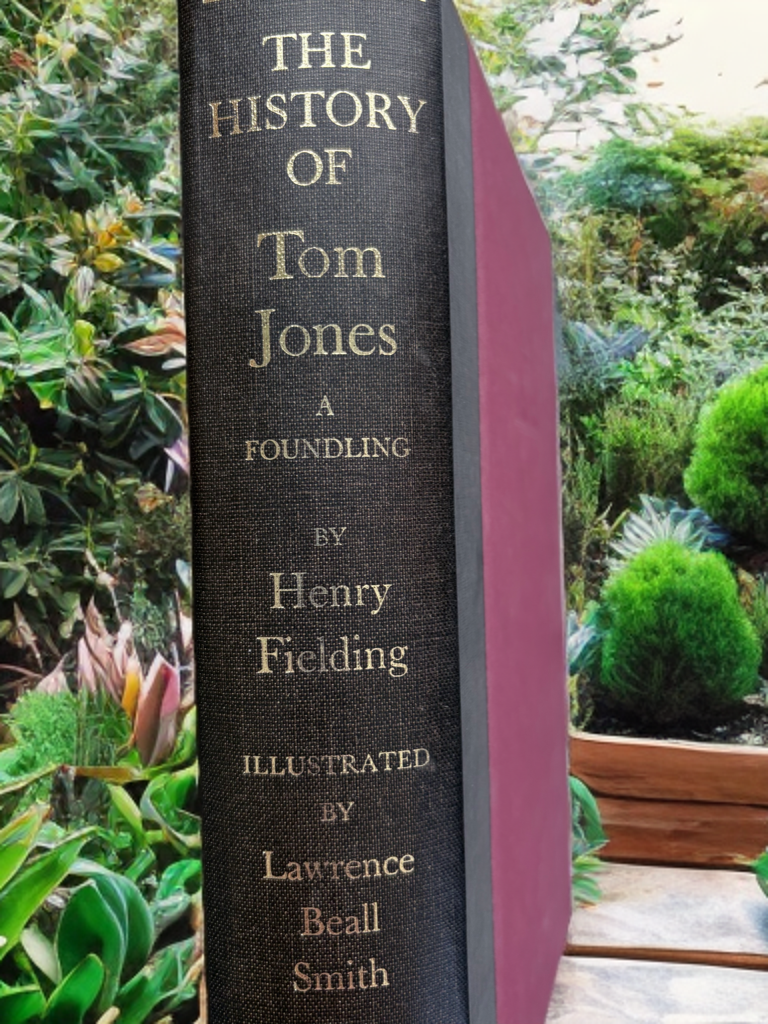 THE
HISTORY
OF
Tom
Jones
A
FOUNDLING
BY
Henry
Fielding
ILLUSTRATED
BY
Lawrence
Beall
Smith